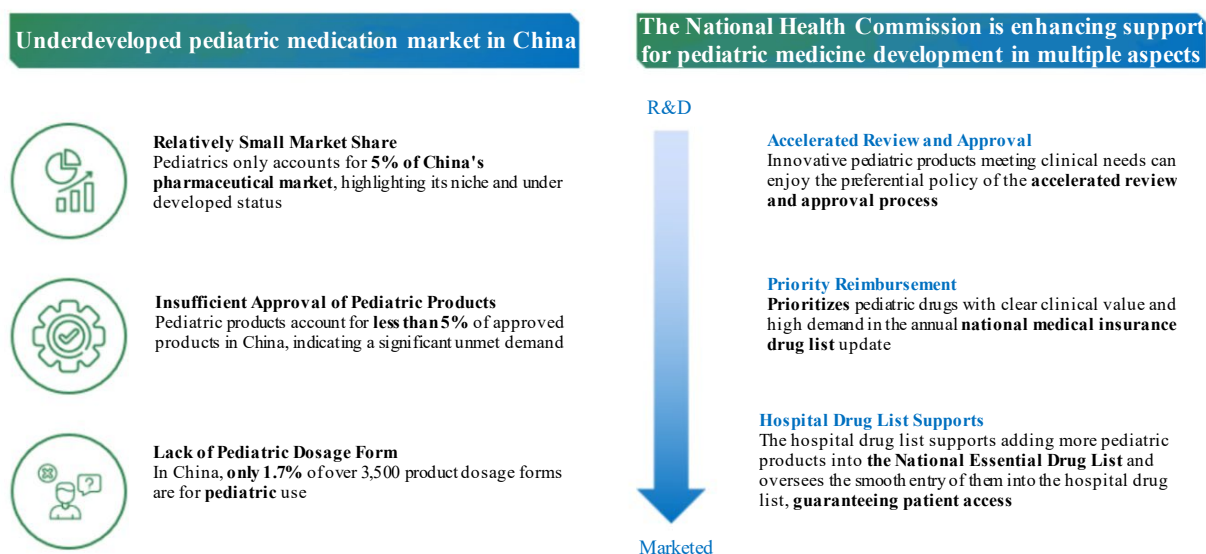 Underdeveloped pediatric medication market in China
Relatively Small Market Share
Pediatrics only accounts for 5% of China's
pharmaceutical market, highlighting its niche and under
developed status
Insufficient Approval of Pediatric Products
Pediatric products account for less than 5% of approved
products in China, indicating a significant unmet demand
Lack of Pediatric Dosage Form
In China, only 1.7% of over 3,500 product dosage forms
are for pediatric use
The National Health Commission is enhancing support
for pediatric medicine development in multiple aspects
R&D
Accelerated Review and Approval
Innovative pediatric products meeting clinical needs can
enjoy the preferential policy of the accelerated review
and approval process
Priority Reimbursement
Prioritizes pediatric drugs with clear clinical value and
high demand in the annual national medical insurance
drug list update
Hospital Drug List Supports
The hospital drug list supports adding more pediatric
products into the National Essential Drug List and
oversees the smooth entry of them into the hospital drug
list, guaranteeing patient access
Marketed